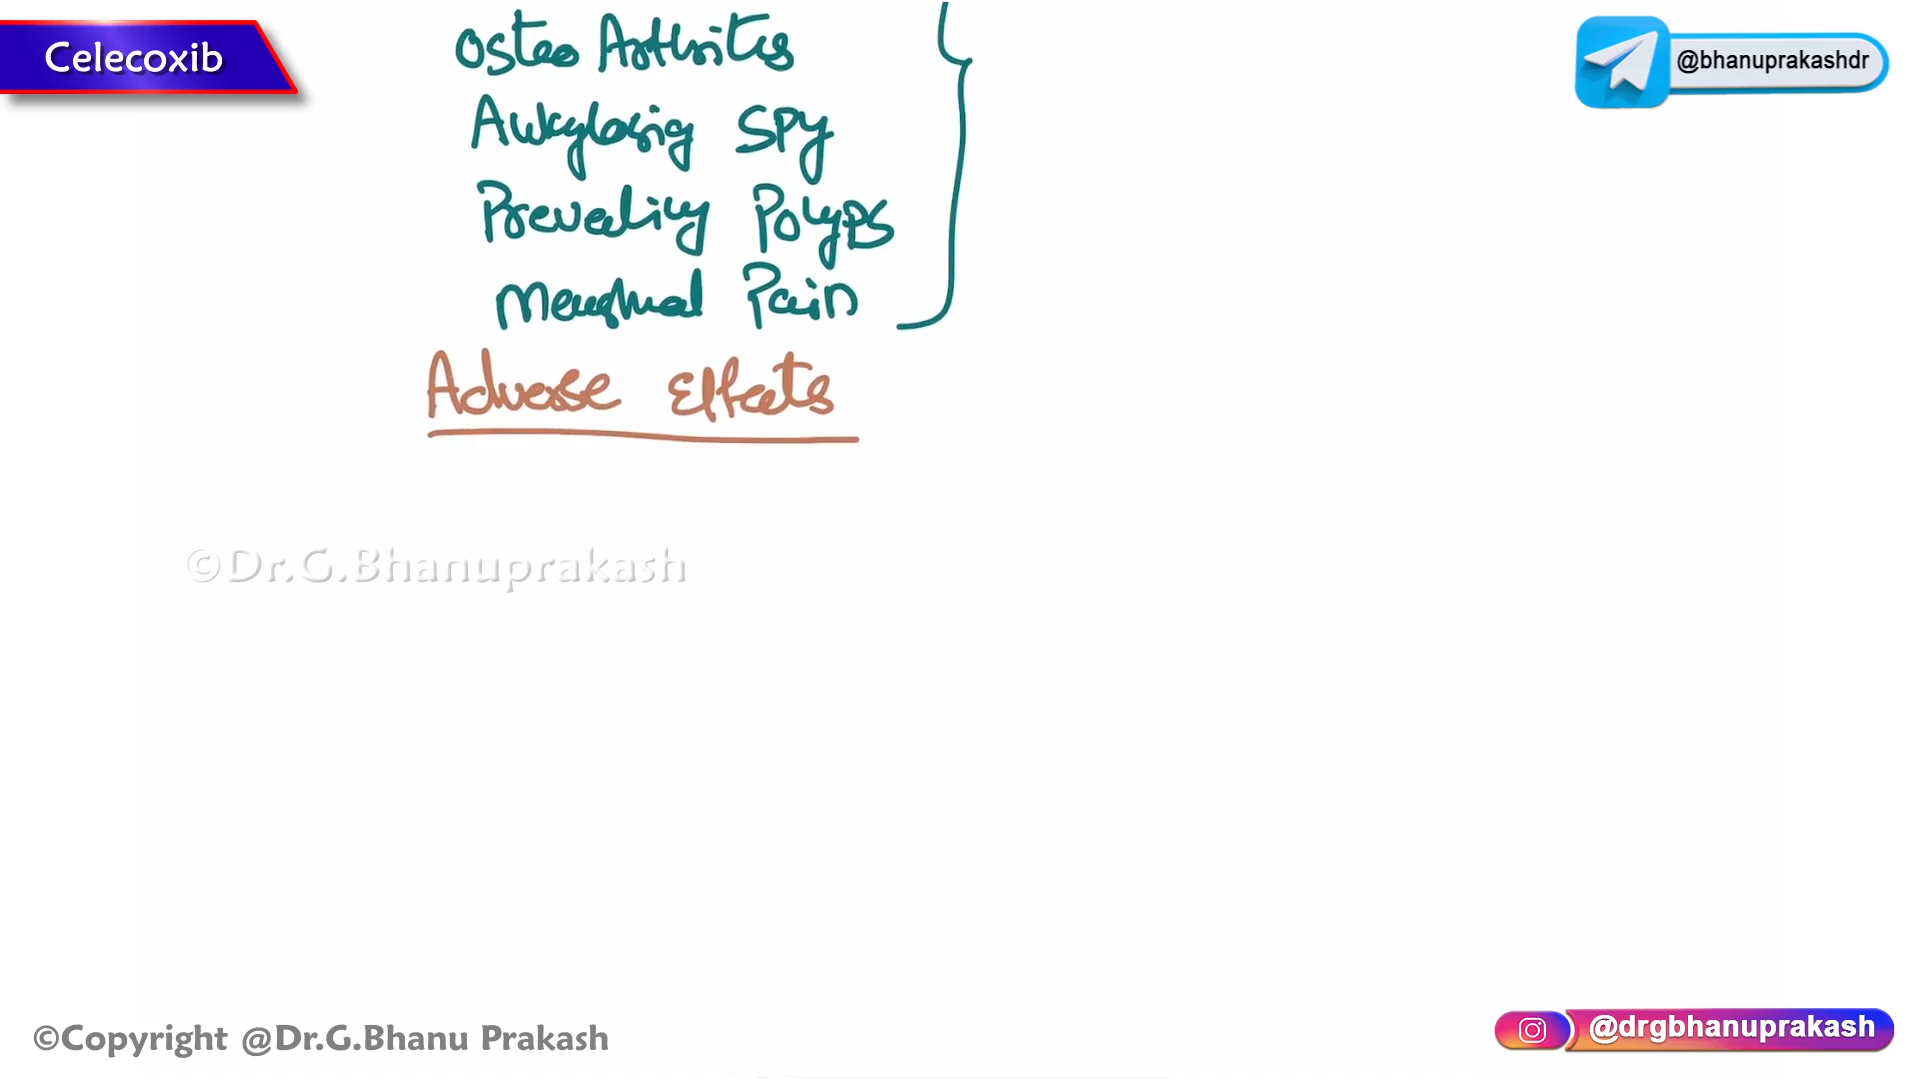 Celecoxib
@bhanuprakashdr
Osteo Arthritis
Ankylosing SPY
Preventing Polyps
Menstrual Pain
Adverse Effects
©Dr.G.Bhanuprakash
©Copyright @Dr.G.Bhanu Prakash
@drgbhanuprakash